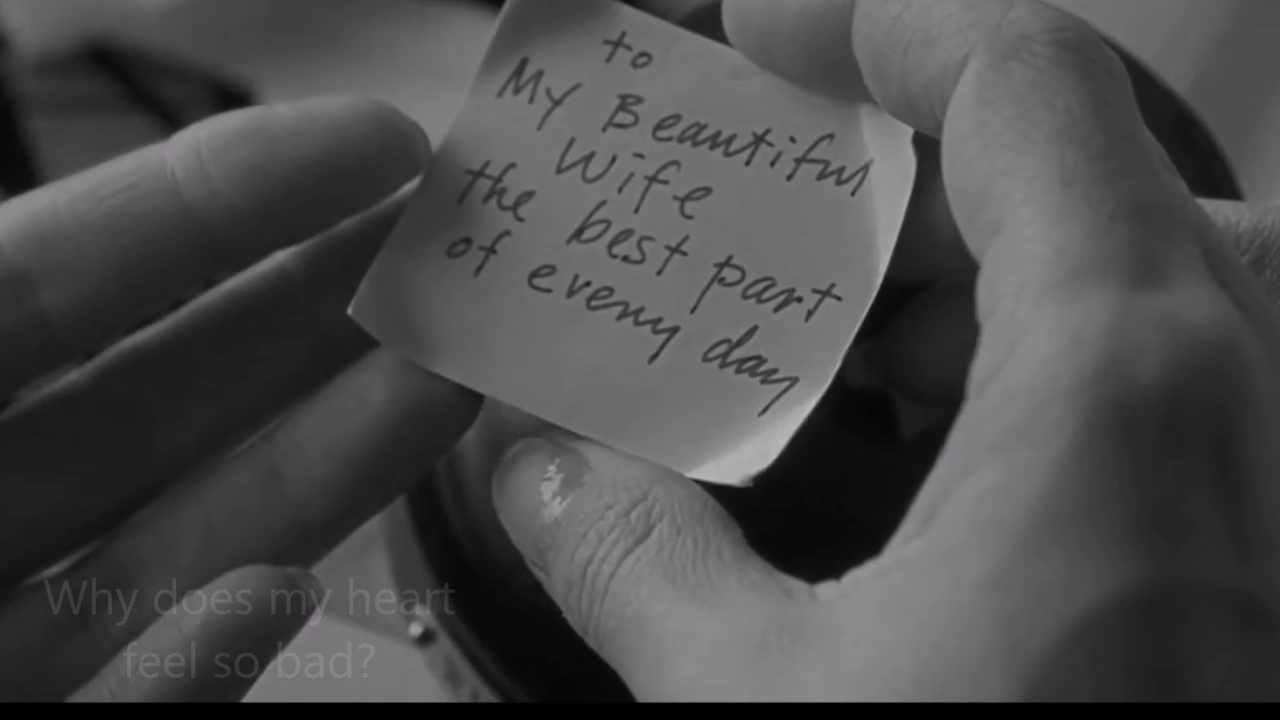 to
My Beautiful
Wife
the best part
of every day
Why does my heart
feel so bad?